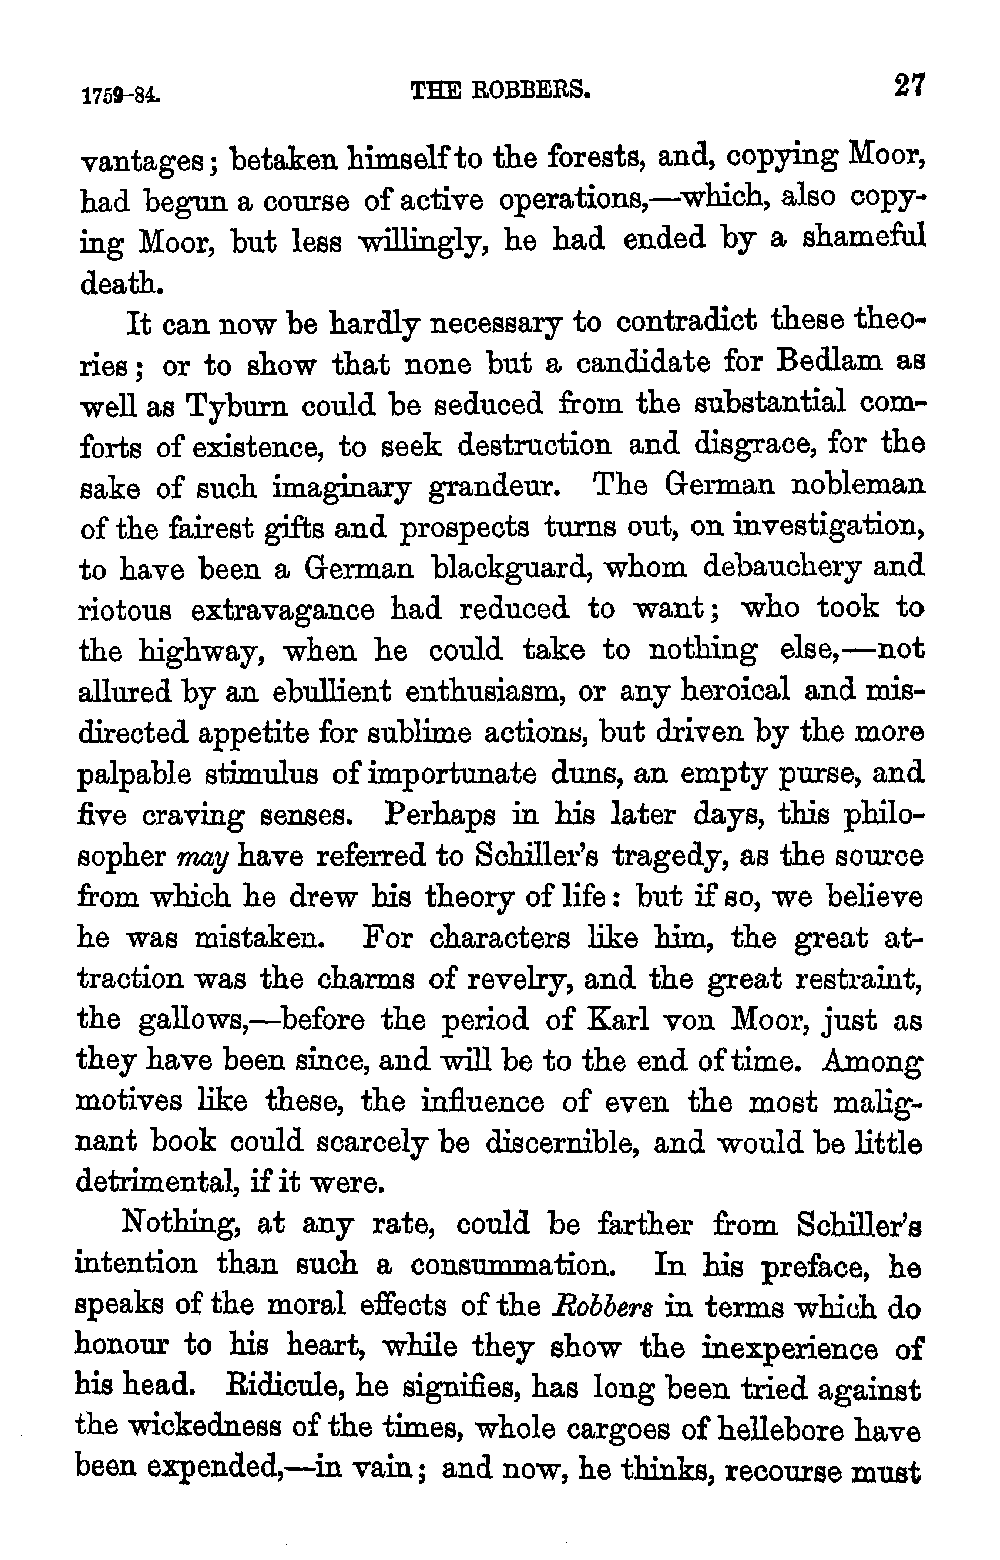 1759-84. THE ROBBERS. 27
vantages; betaken himself to the forests, and, copying Moor,
had begun a course of active operations,—which, also copy-
ing Moor, but less willingly, he had ended by a shameful
death.
It can now be hardly necessary to contradict these theo-
ries; or to show that none but a candidate for Bedlam as
well as Tyburn could be seduced from the substantial com-
forts of existence, to seek destruction and disgrace, for the
sake of such imaginary grandeur. The German nobleman
of the fairest gifts and prospects turns out, on investigation,
to have been a German blackguard, whom debauchery and
riotous extravagance had reduced to want; who took to
the highway, when he could take to nothing else,—not
allured by an ebullient enthusiasm, or any heroical and mis-
directed appetite for sublime actions, but driven by the more
palpable stimulus of importunate duns, an empty purse, and
five craving senses. Perhaps in his later days, this philo-
sopher may have referred to Schiller's tragedy, as the source
from which he drew his theory of life: but if so, we believe
he was mistaken. For characters like him, the great at-
traction was the charms of revelry, and the great restraint,
the gallows,—before the period of Karl von Moor, just as
they have been since, and will be to the end of time. Among
motives like these, the influence of even the most malig-
nant book could scarcely be discernible, and would be little
detrimental, if it were.
Nothing, at any rate, could be farther from Schiller's
intention than such a consummation. In his preface, he
speaks of the moral effects of the Robbers in terms which do
honour to his heart, while they show the inexperience of
his head. Ridicule, he signifies, has long been tried against
the wickedness of the times, whole cargoes of hellebore have
been expended,—in vain; and now, he thinks, recourse must